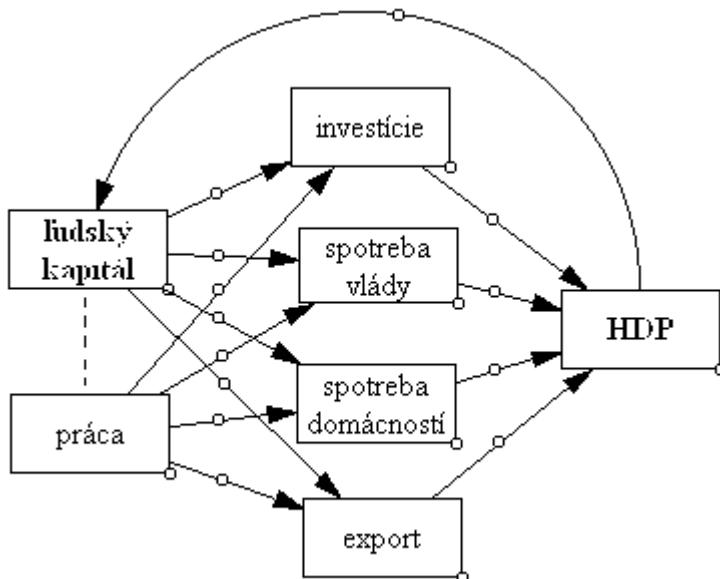 investície
ľudský
kapitál
spotreba
vlády
HDP
spotreba
domácností
práca
export